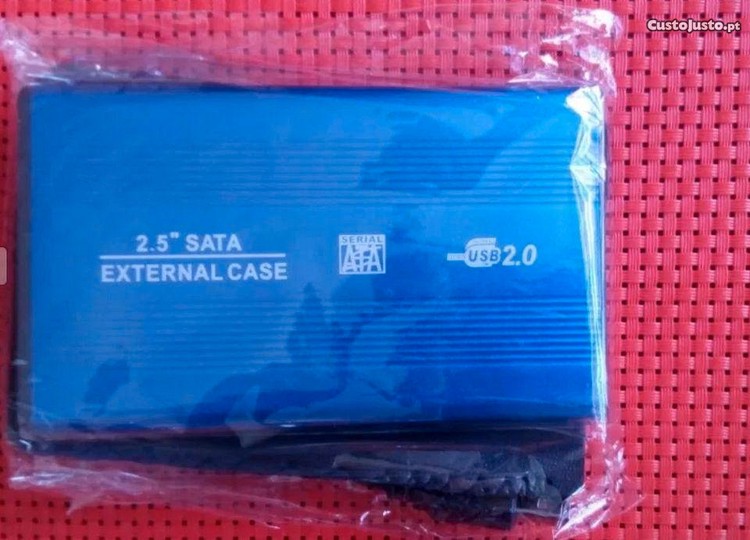 CustoJusto.pt
2.5" SATA
EXTERNAL CASE
SERIAL
ATA
USB 2.0